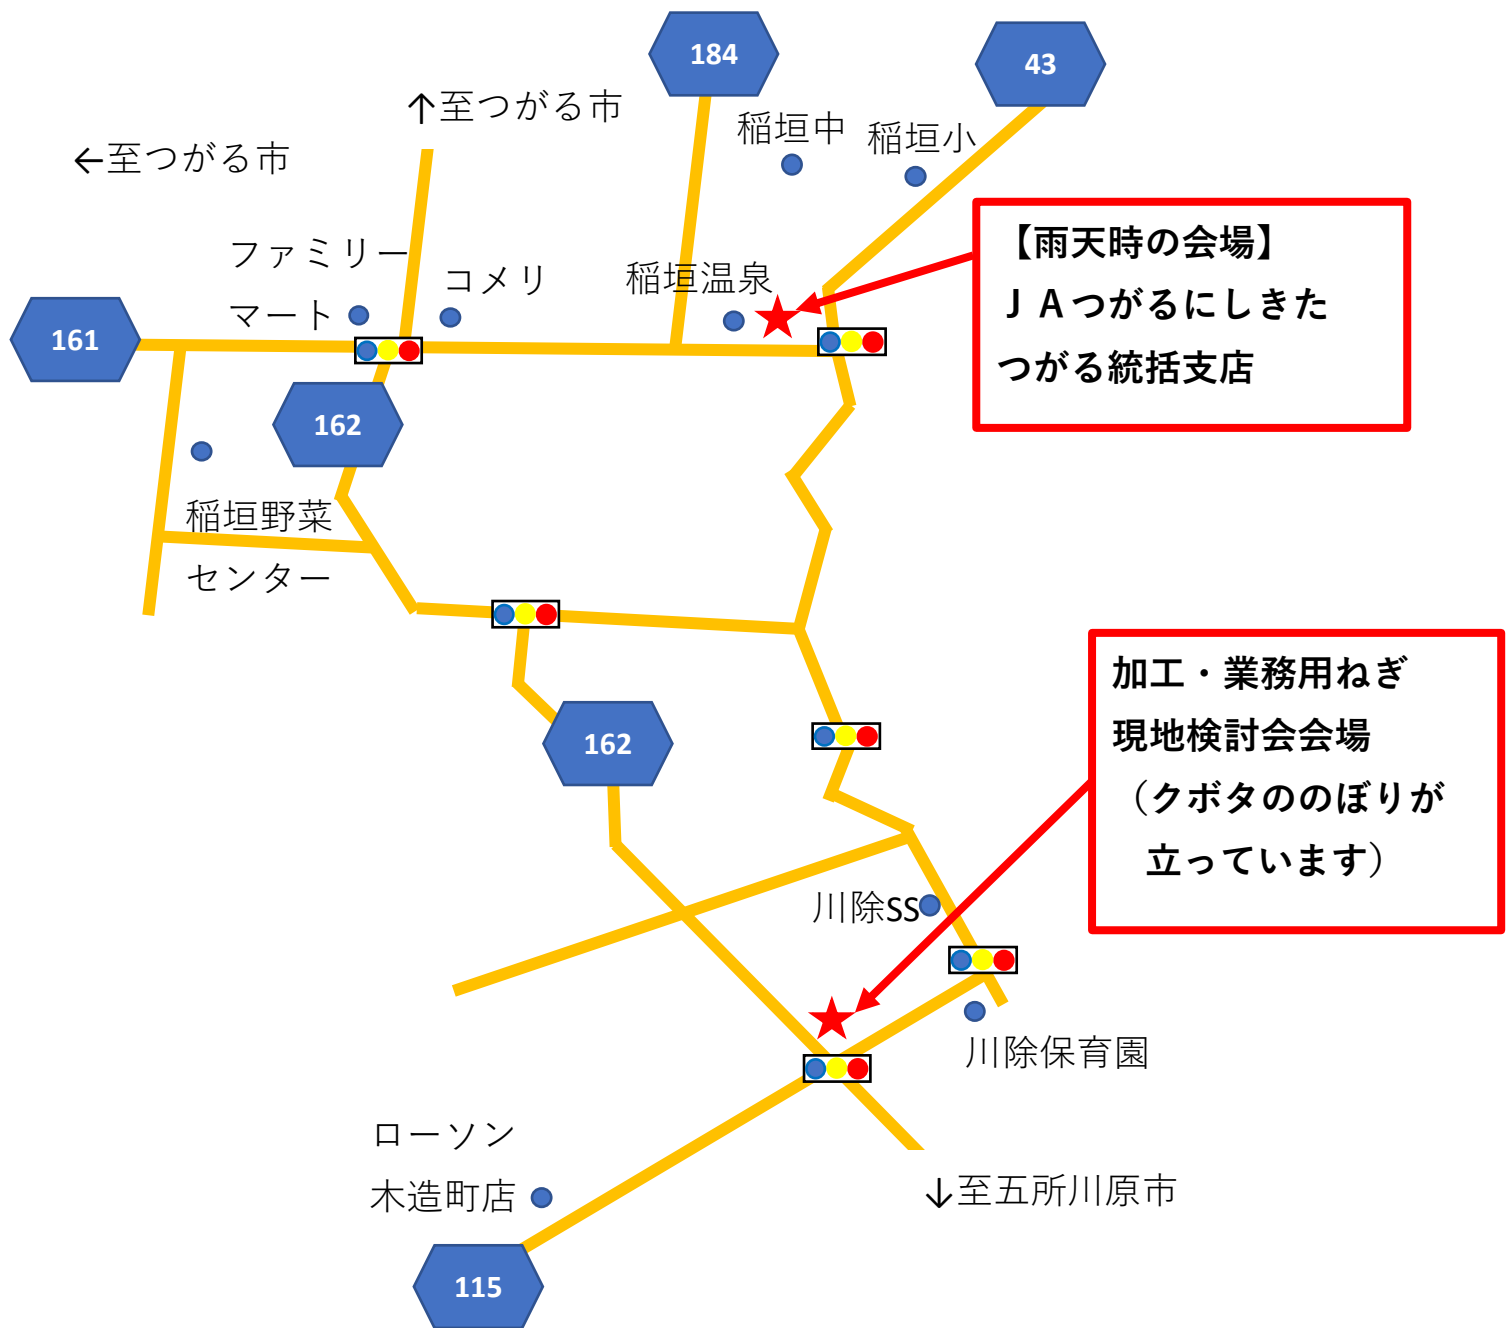 184
43
↑至つがる市
稲垣中
稲垣小
←至つがる市
【雨天時の会場】
ＪＡつがるにしきた
つがる統括支店
ファミリー
マート
コメリ
稲垣温泉
161
162
稲垣野菜
センター
加工・業務用ねぎ
現地検討会会場
（クボタののぼりが
立っています）
162
川除SS
川除保育園
ローソン
木造町店
↓至五所川原市
115